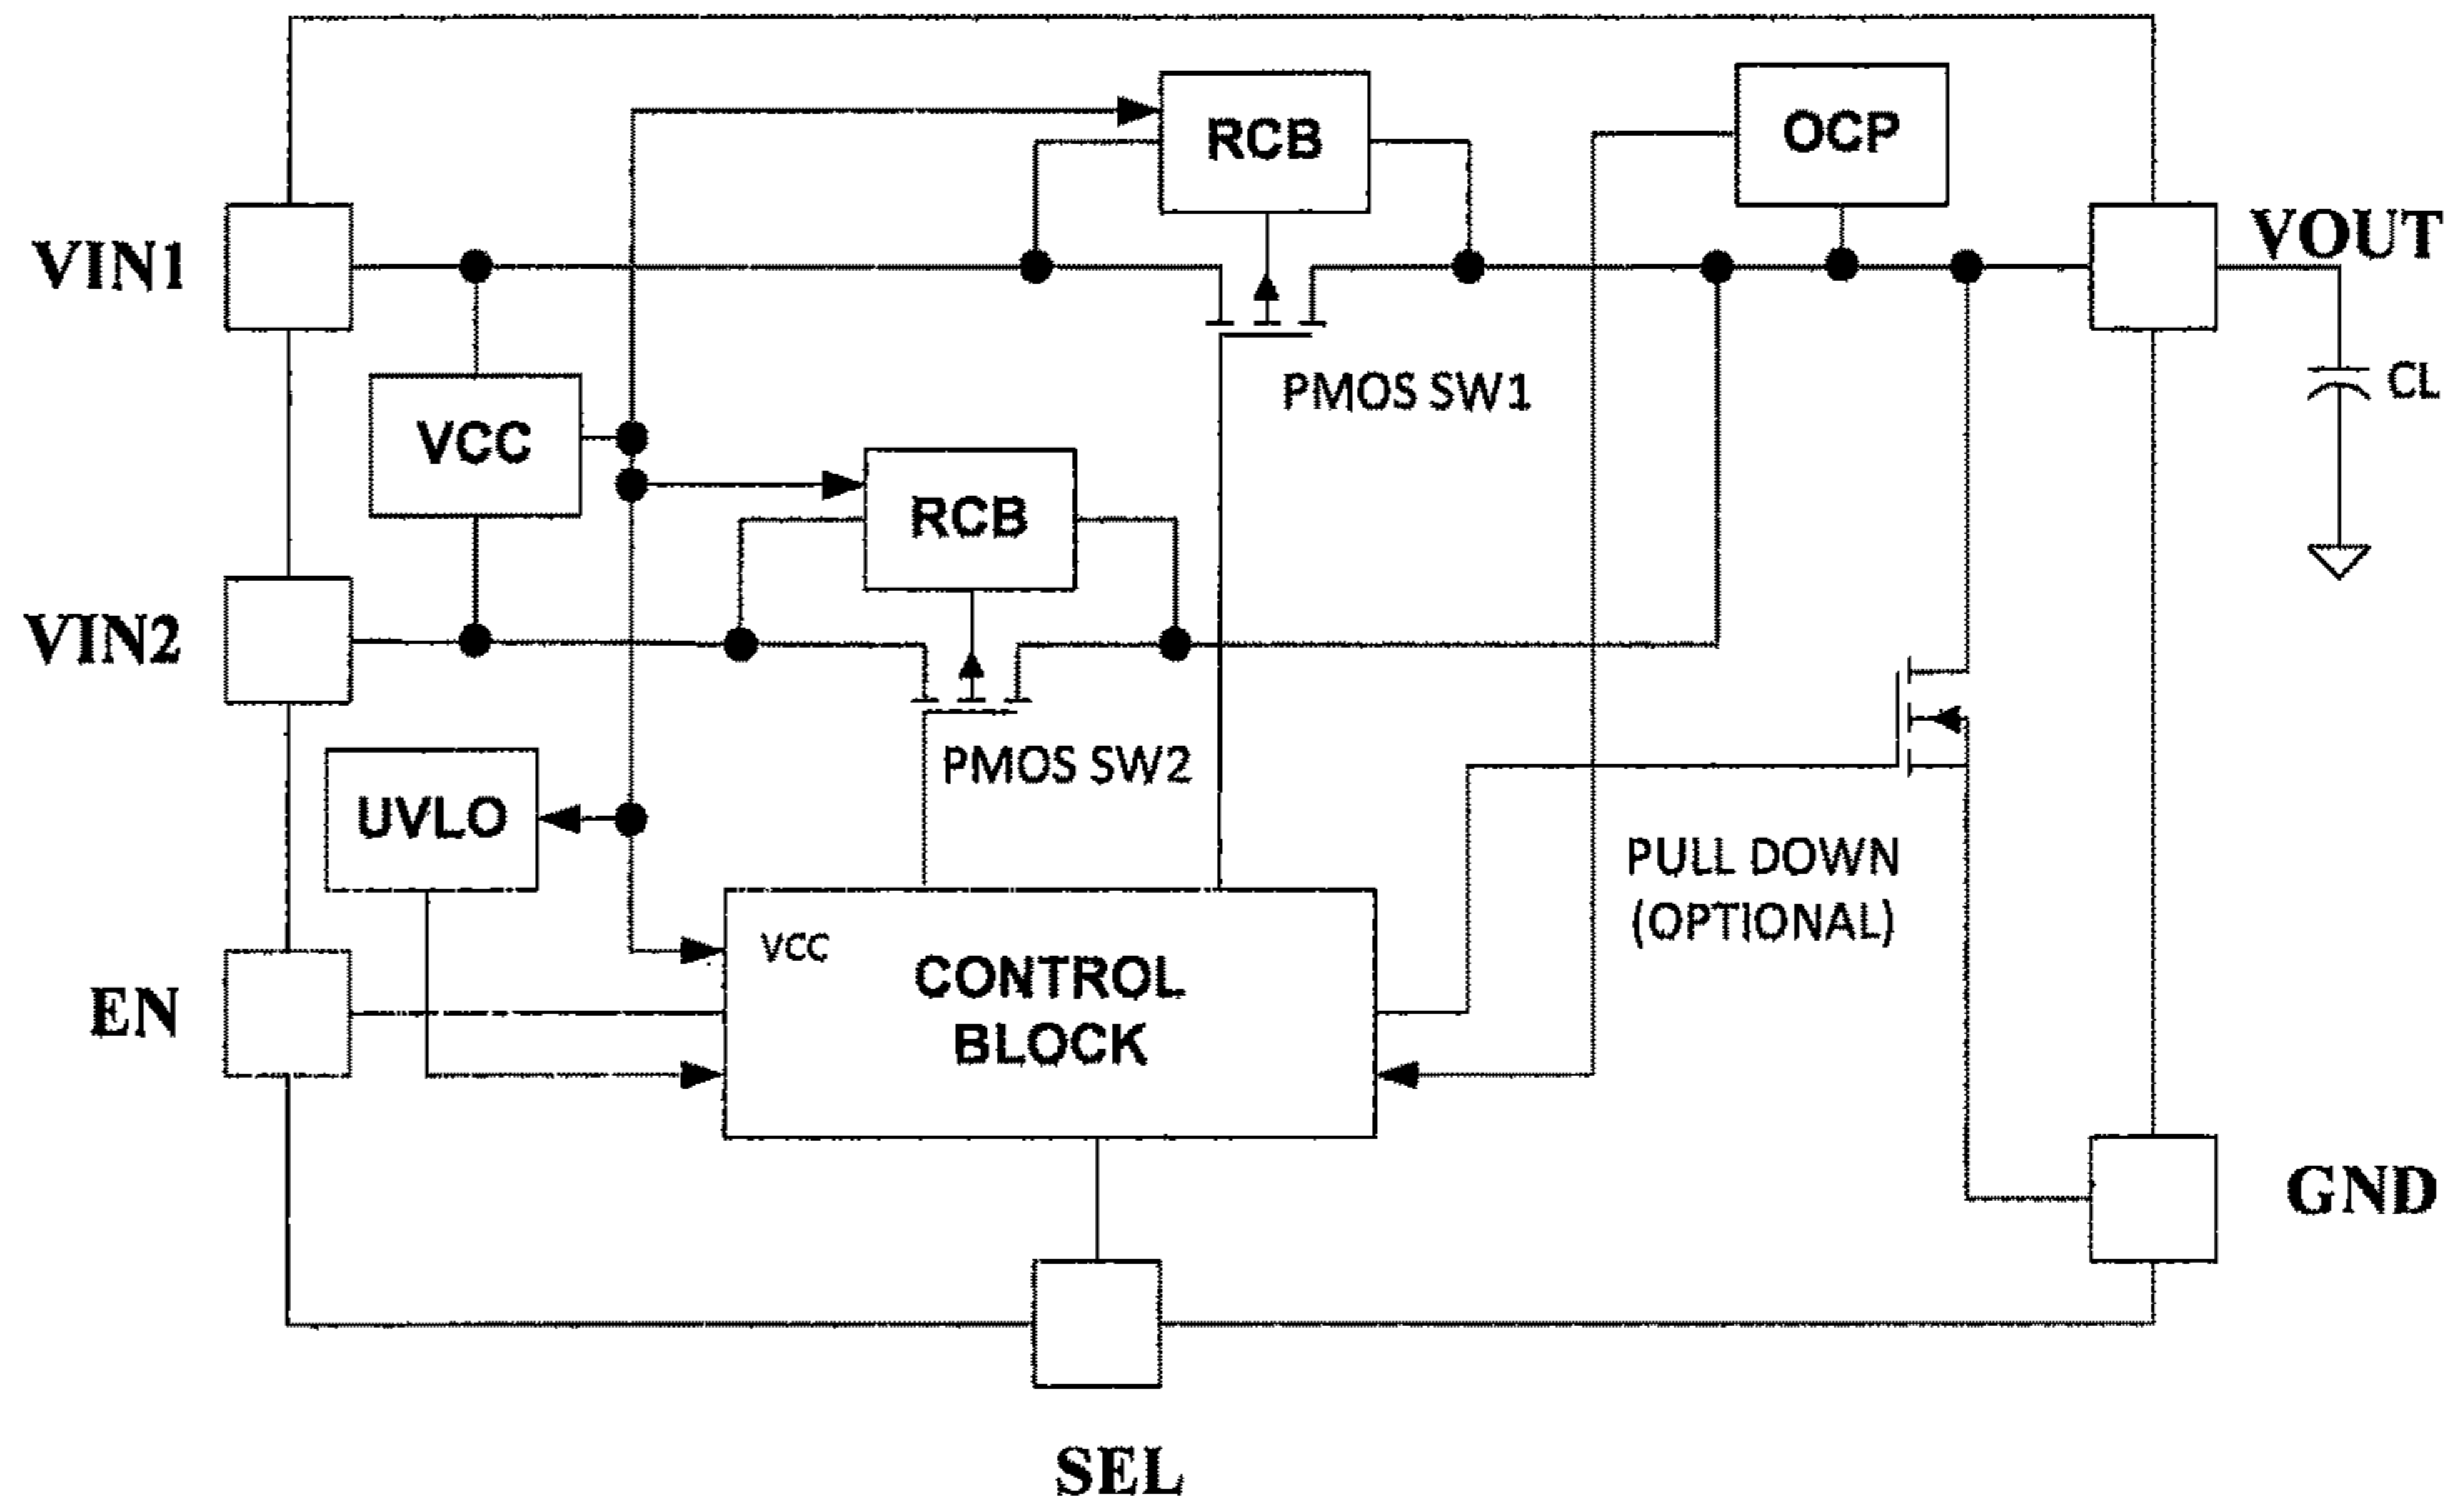 RCB
OCP
VIN1
VOUT
PMOS SW1
CL
VCC
RCB
VIN2
PMOS SW2
UVLO
PULL DOWN
(OPTIONAL)
VCC
CONTROL
BLOCK
EN
GND
SEL